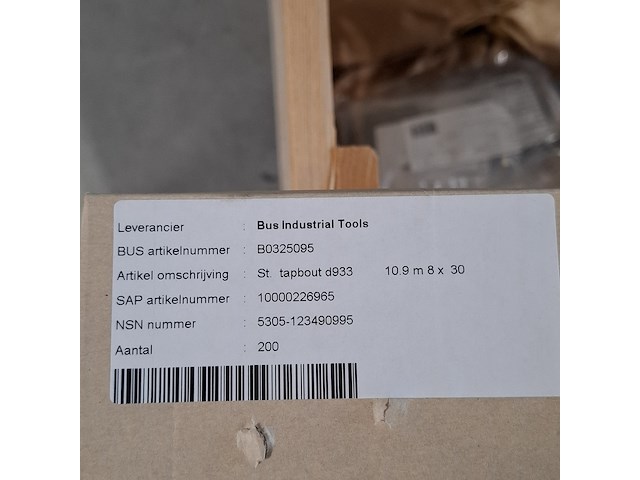 Leverancier : Bus Industrial Tools
BUS artikelnummer : B0325095
Artikel omschrijving : St. tapbout d933 10.9 m 8 x 30
SAP artikelnummer : 10000226965
NSN nummer : 5305-123490995
Aantal : 200